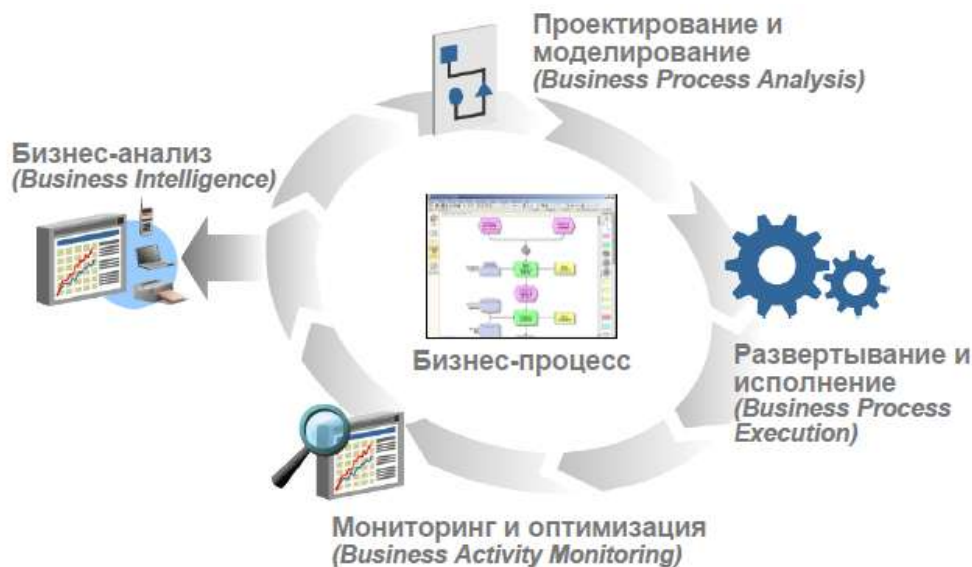 Проектирование и
моделирование
(Business Process Analysis)
Бизнес-анализ
(Business Intelligence)
Бизнес-процесс
Развертывание и
исполнение
(Business Process
Execution)
Мониторинг и оптимизация
(Business Activity Monitoring)